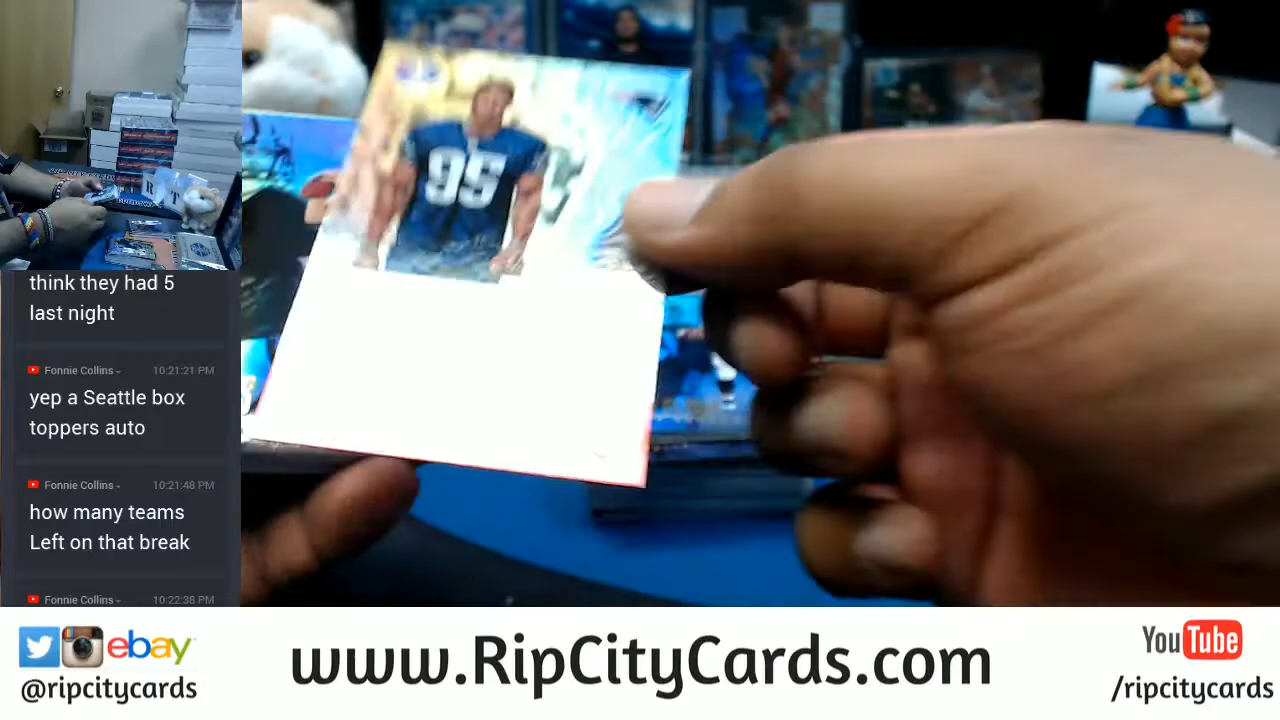 95
R T
think they had 5
last night
Fonnie Collins 10:21:21 PM
yep a Seattle box
toppers auto
Fonnie Collins 10:21:48 PM
how many teams
Left on that break
Fonnie Collins 10:22:38 PM
ebay
@ripcitycards
www.RipCityCards.com
YouTube
/ripcitycards